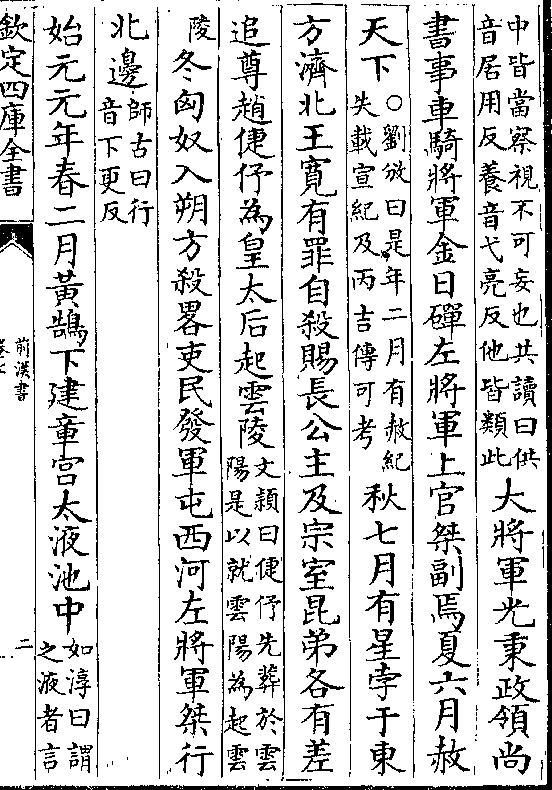 中皆當察視不可妄也共讀曰供
音居用反養音弋亮反他皆類此
大將軍光秉政領尚
書事車騎將軍金日磾左將軍上官桀副焉夏六月赦
天下
○劉攽曰是年二月有赦紀
失載宣紀及丙吉傳可考
秋七月有星孛于東
方濟北王寛有罪自殺賜長公主及宗室昆弟各有差
追尊趙倢伃為皇太后起雲陵
文穎曰倢伃先葬於雲
陽是以就雲陽為起雲
陵
冬匈奴入朔方殺畧吏民發軍屯西河左將軍桀行
北邊
師古曰行
音下更反
始元元年春二月黃鵠下建章宮太液池中
如淳曰謂
之液者言
欽定四庫全書
前漢書
卷七
二